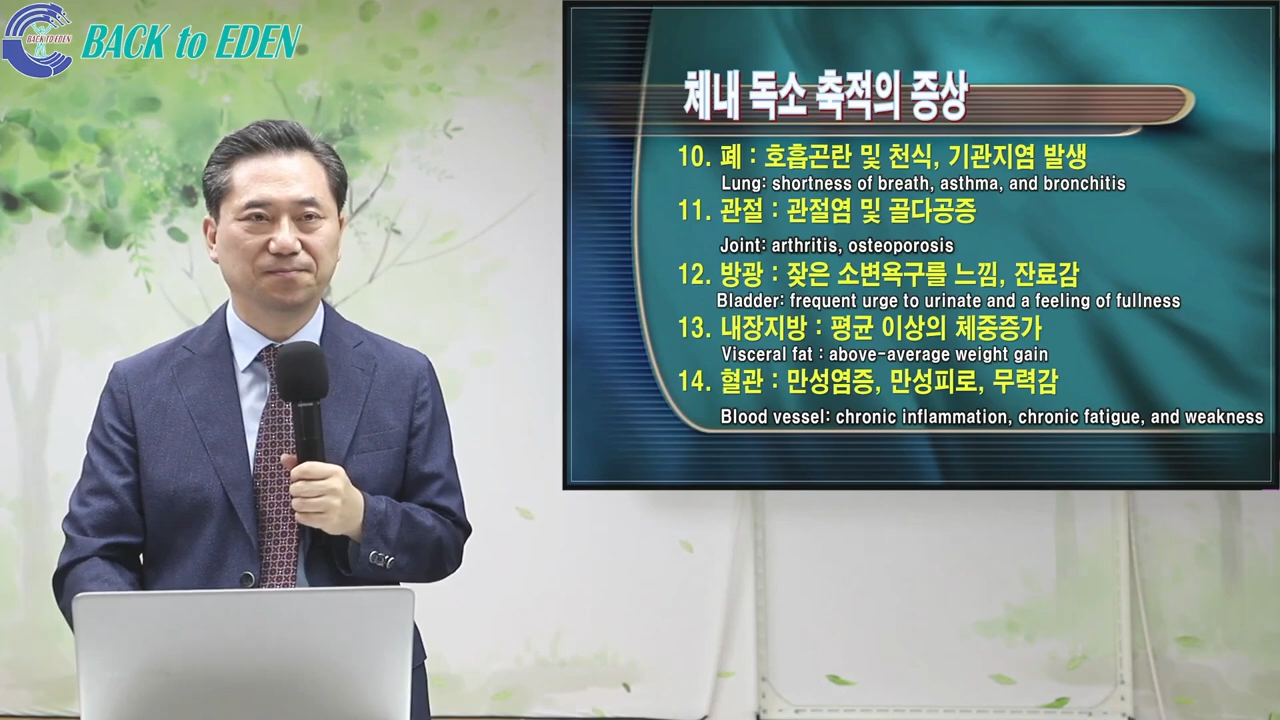 BACK TO EDEN
BACK to EDEN
체내 독소 축적의 증상
10. 폐 : 호흡곤란 및 천식, 기관지염 발생
Lung: shortness of breath, asthma, and bronchitis
11. 관절 : 관절염 및 골다공증
Joint: arthritis, osteoporosis
12. 방광 : 잦은 소변욕구를 느낌, 잔료감
Bladder: frequent urge to urinate and a feeling of fullness
13. 내장지방 : 평균 이상의 체중증가
Visceral fat : above-average weight gain
14. 혈관 : 만성염증, 만성피로, 무력감
Blood vessel: chronic inflammation, chronic fatigue, and weakness